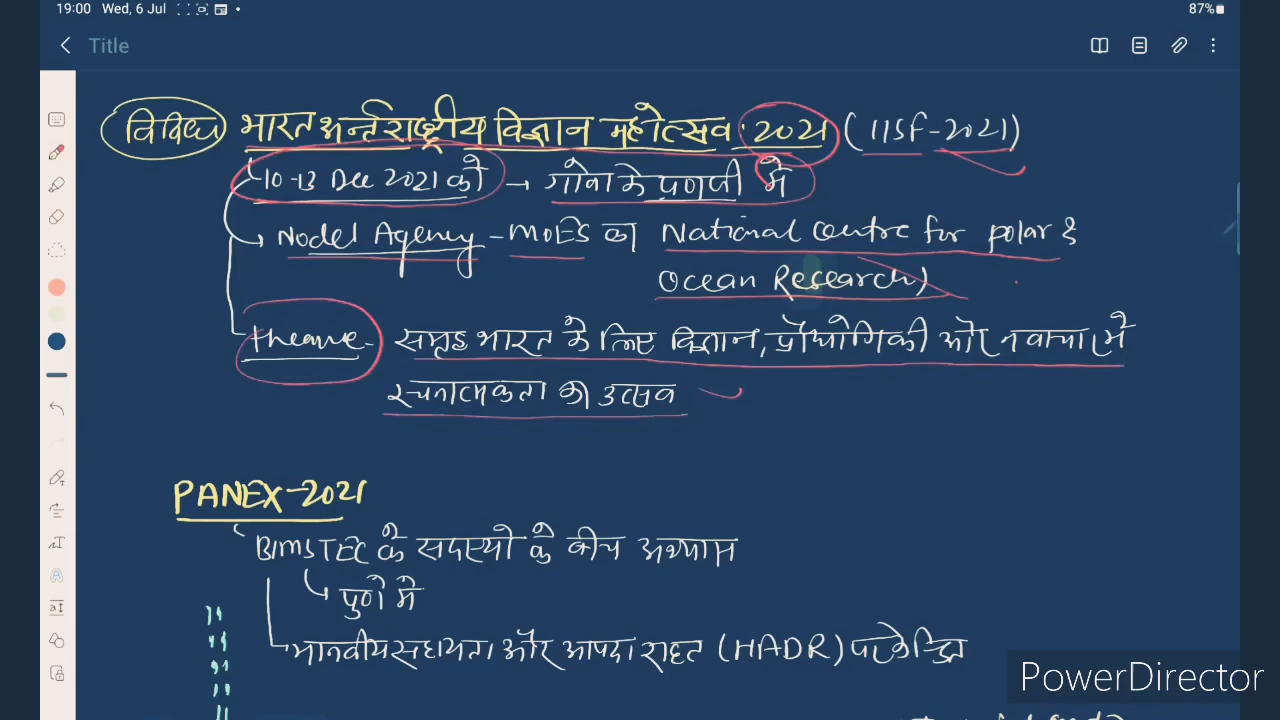 19:00 Wed, 6 Jul
87%
Title
विविध भारत अर्न्तराष्ट्रीय विज्ञान महोत्सव 2021 (IISF-2021)
10-13 Dec 2021 को → गोवा के पणजी में
Nodel Agency - MoES का National Centre for polar &
Ocean Research)
theame - समृद्ध भारत के लिए विज्ञान, प्रौद्योगिकी और नवाचार में
रचनात्मकता का उत्सव
PANEX-2021
BIMSTEC के सदस्यो के बीच अभ्यास
पुणे मे
मानवीय सहायता और आपदा राहत (HADR) पर केन्द्रित
PowerDirector